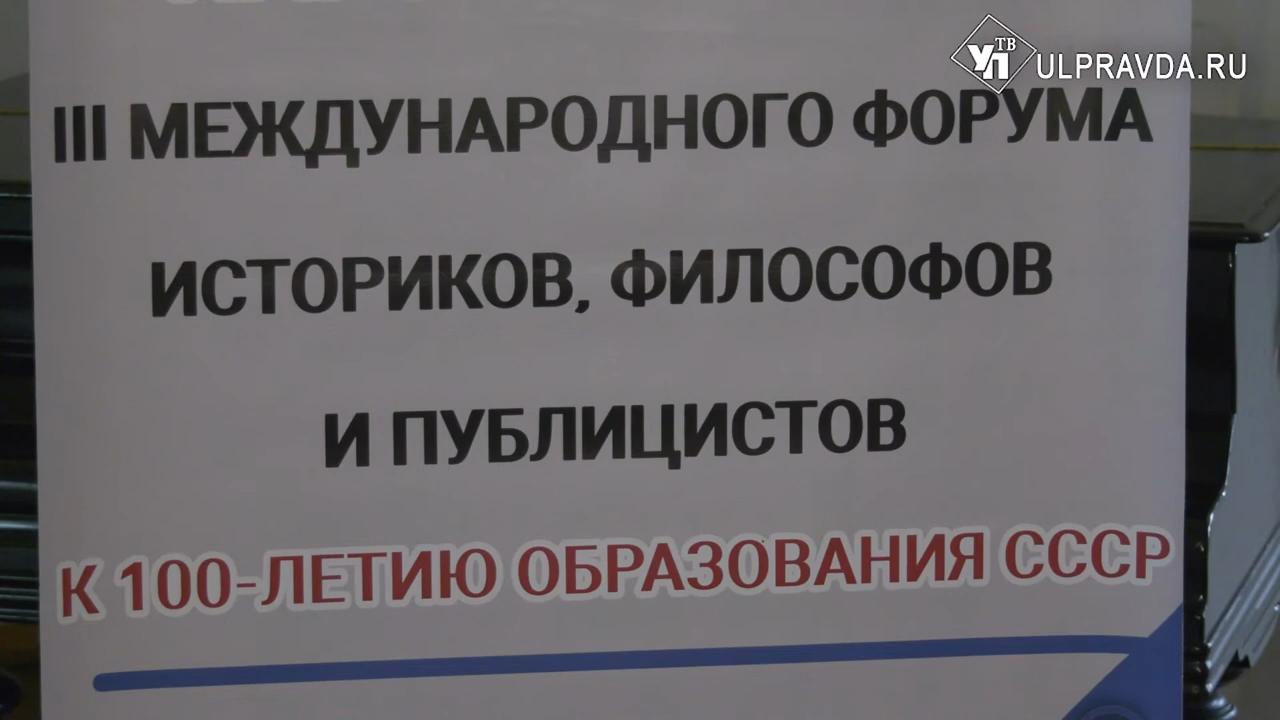 УП ТВ ULPRAVDA.RU
III МЕЖДУНАРОДНОГО ФОРУМА
ИСТОРИКОВ, ФИЛОСОФОВ
И ПУБЛИЦИСТОВ
К 100-ЛЕТИЮ ОБРАЗОВАНИЯ СССР